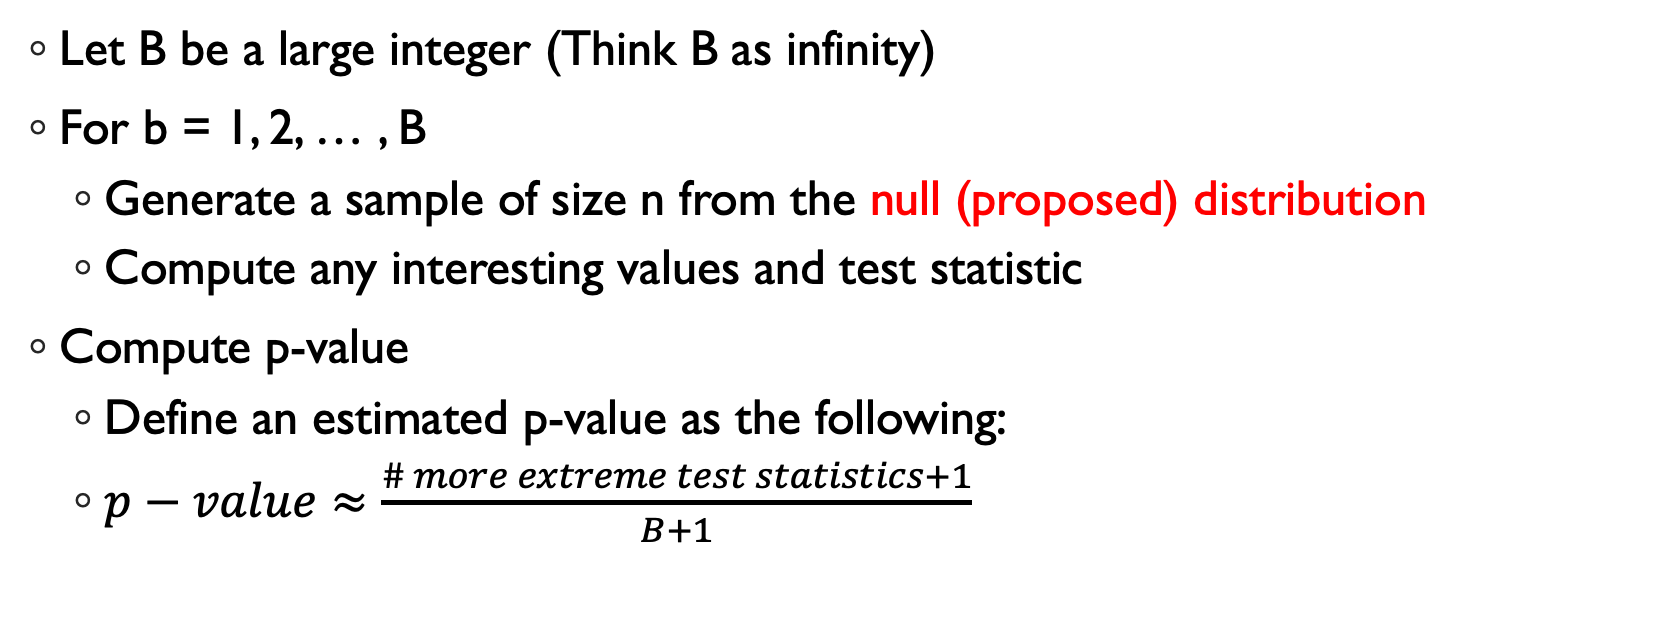 ◦ Let B be a large integer (Think B as infinity)
◦ For b = 1, 2, … , B
◦ Generate a sample of size n from the null (proposed) distribution
◦ Compute any interesting values and test statistic
◦ Compute p-value
◦ Define an estimated p-value as the following:
◦ p − value ≈ # more extreme test statistics+1
B+1